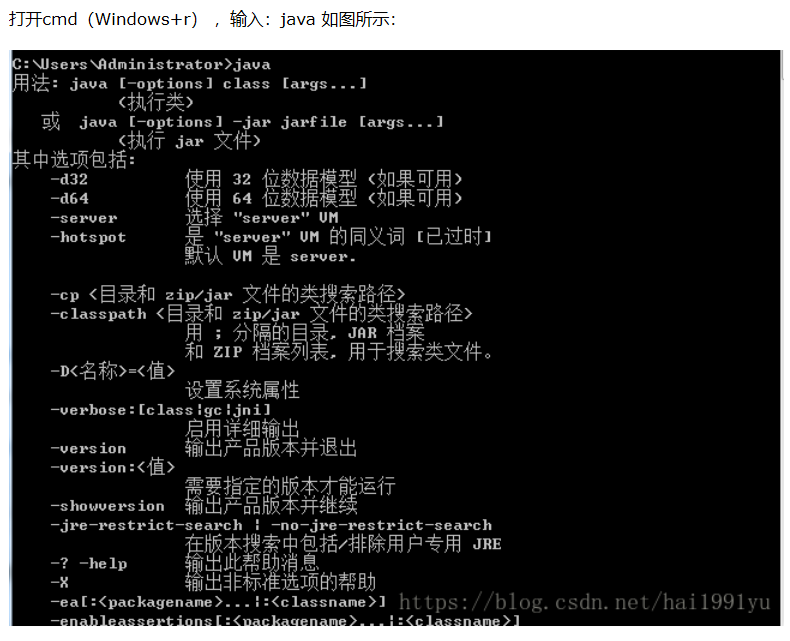 打开cmd（Windows+r），输入：java 如图所示：
C:\Users\Administrator>java
用法: java [-options] class [args...]
(执行类)
或 java [-options] -jar jarfile [args...]
(执行 jar 文件)
其中选项包括:
-d32 使用 32 位数据模型 (如果可用)
-d64 使用 64 位数据模型 (如果可用)
-server 选择 "server" VM
-hotspot 是 "server" VM 的同义词 [已过时]
默认 VM 是 server.
-cp <目录和 zip/jar 文件的类搜索路径>
-classpath <目录和 zip/jar 文件的类搜索路径>
用 ; 分隔的目录, JAR 档案
和 ZIP 档案列表, 用于搜索类文件。
-D<名称>=<值>
设置系统属性
-verbose:[class|gc|jni]
启用详细输出
-version 输出产品版本并退出
-version:<值>
需要指定的版本才能运行
-showversion 输出产品版本并继续
-jre-restrict-search | -no-jre-restrict-search
在版本搜索中包括/排除用户专用 JRE
-? -help 输出此帮助消息
-X 输出非标准选项的帮助
-ea[:<packagename>...|:<classname>]
https://blog.csdn.net/hai1991yu
-enableassertions[:<packagename>...|:<classname>]